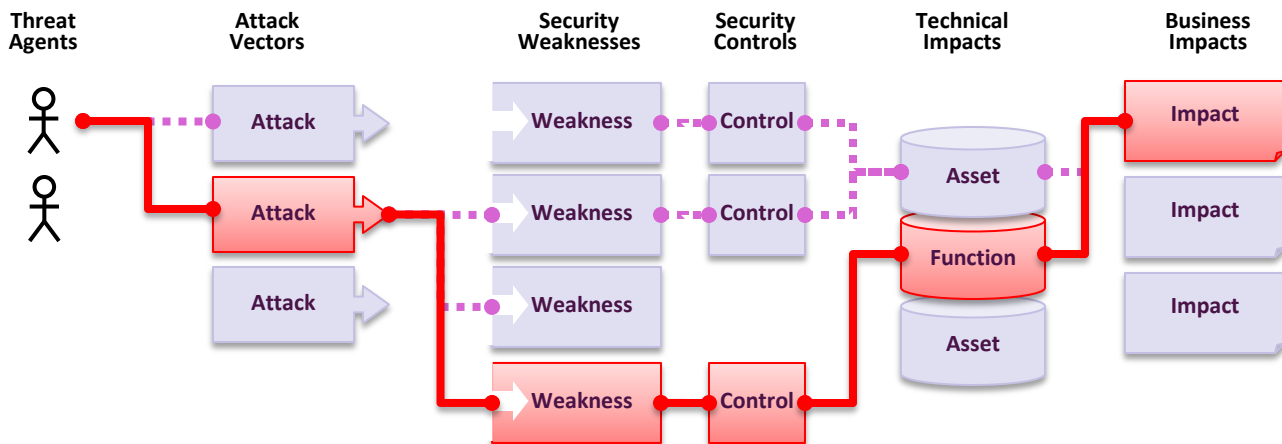 Threat
Agents
Attack
Vectors
Security
Weaknesses
Security
Controls
Technical
Impacts
Business
Impacts
Attack
Weakness
Control
Impact
Asset
Attack
Weakness
Control
Impact
Function
Attack
Weakness
Impact
Asset
Weakness
Control